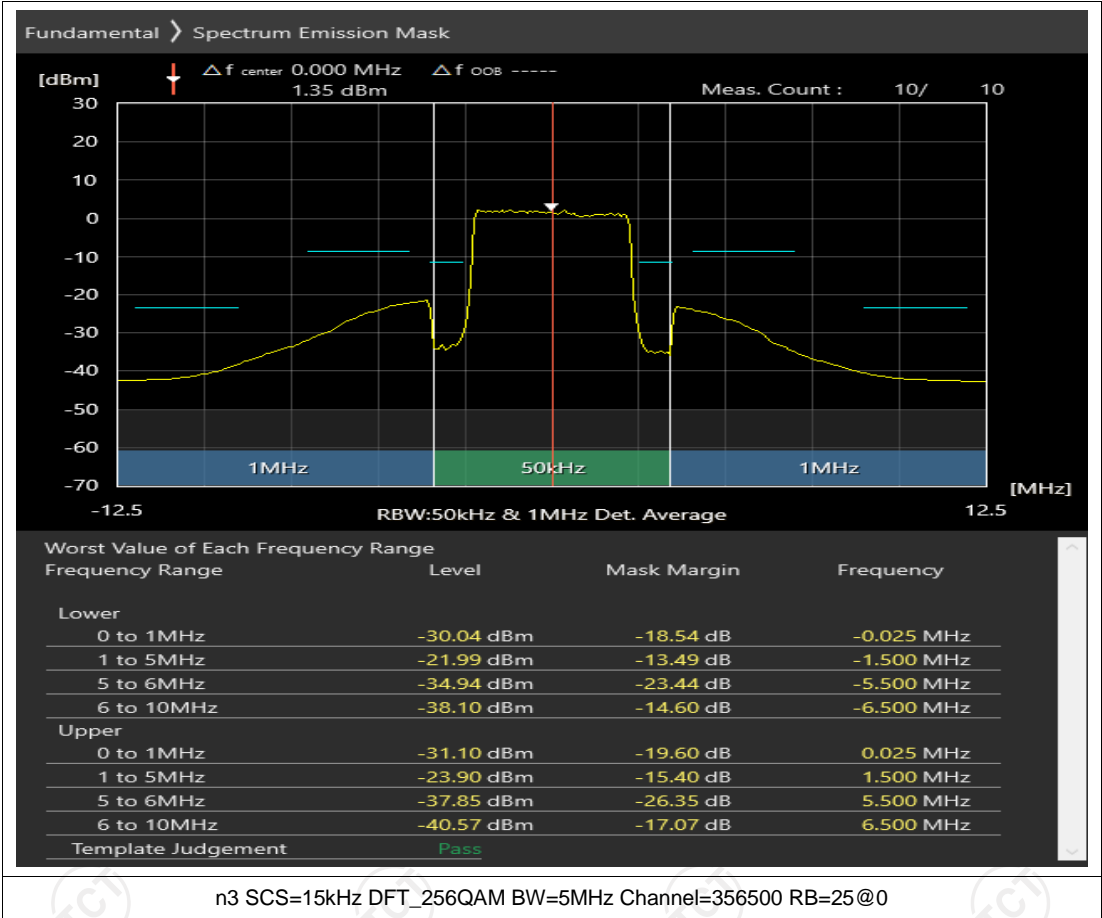 Fundamental ❯ Spectrum Emission Mask
[dBm] △f center 0.000 MHz △f OOB -----
1.35 dBm Meas. Count : 10/ 10
30
20
10
0
-10
-20
-30
-40
-50
-60
1MHz 50kHz 1MHz
-70 [MHz]
-12.5 RBW:50kHz & 1MHz Det. Average 12.5
Worst Value of Each Frequency Range
Frequency Range Level Mask Margin Frequency
Lower
0 to 1MHz -30.04 dBm -18.54 dB -0.025 MHz
1 to 5MHz -21.99 dBm -13.49 dB -1.500 MHz
5 to 6MHz -34.94 dBm -23.44 dB -5.500 MHz
6 to 10MHz -38.10 dBm -14.60 dB -6.500 MHz
Upper
0 to 1MHz -31.10 dBm -19.60 dB 0.025 MHz
1 to 5MHz -23.90 dBm -15.40 dB 1.500 MHz
5 to 6MHz -37.85 dBm -26.35 dB 5.500 MHz
6 to 10MHz -40.57 dBm -17.07 dB 6.500 MHz
Template Judgement Pass
n3 SCS=15kHz DFT_256QAM BW=5MHz Channel=356500 RB=25@0
TCT TCT TCT TCT